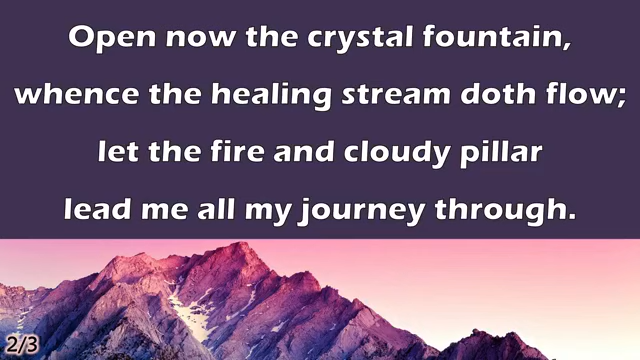 Open now the crystal fountain,
whence the healing stream doth flow;
let the fire and cloudy pillar
lead me all my journey through.
2/3